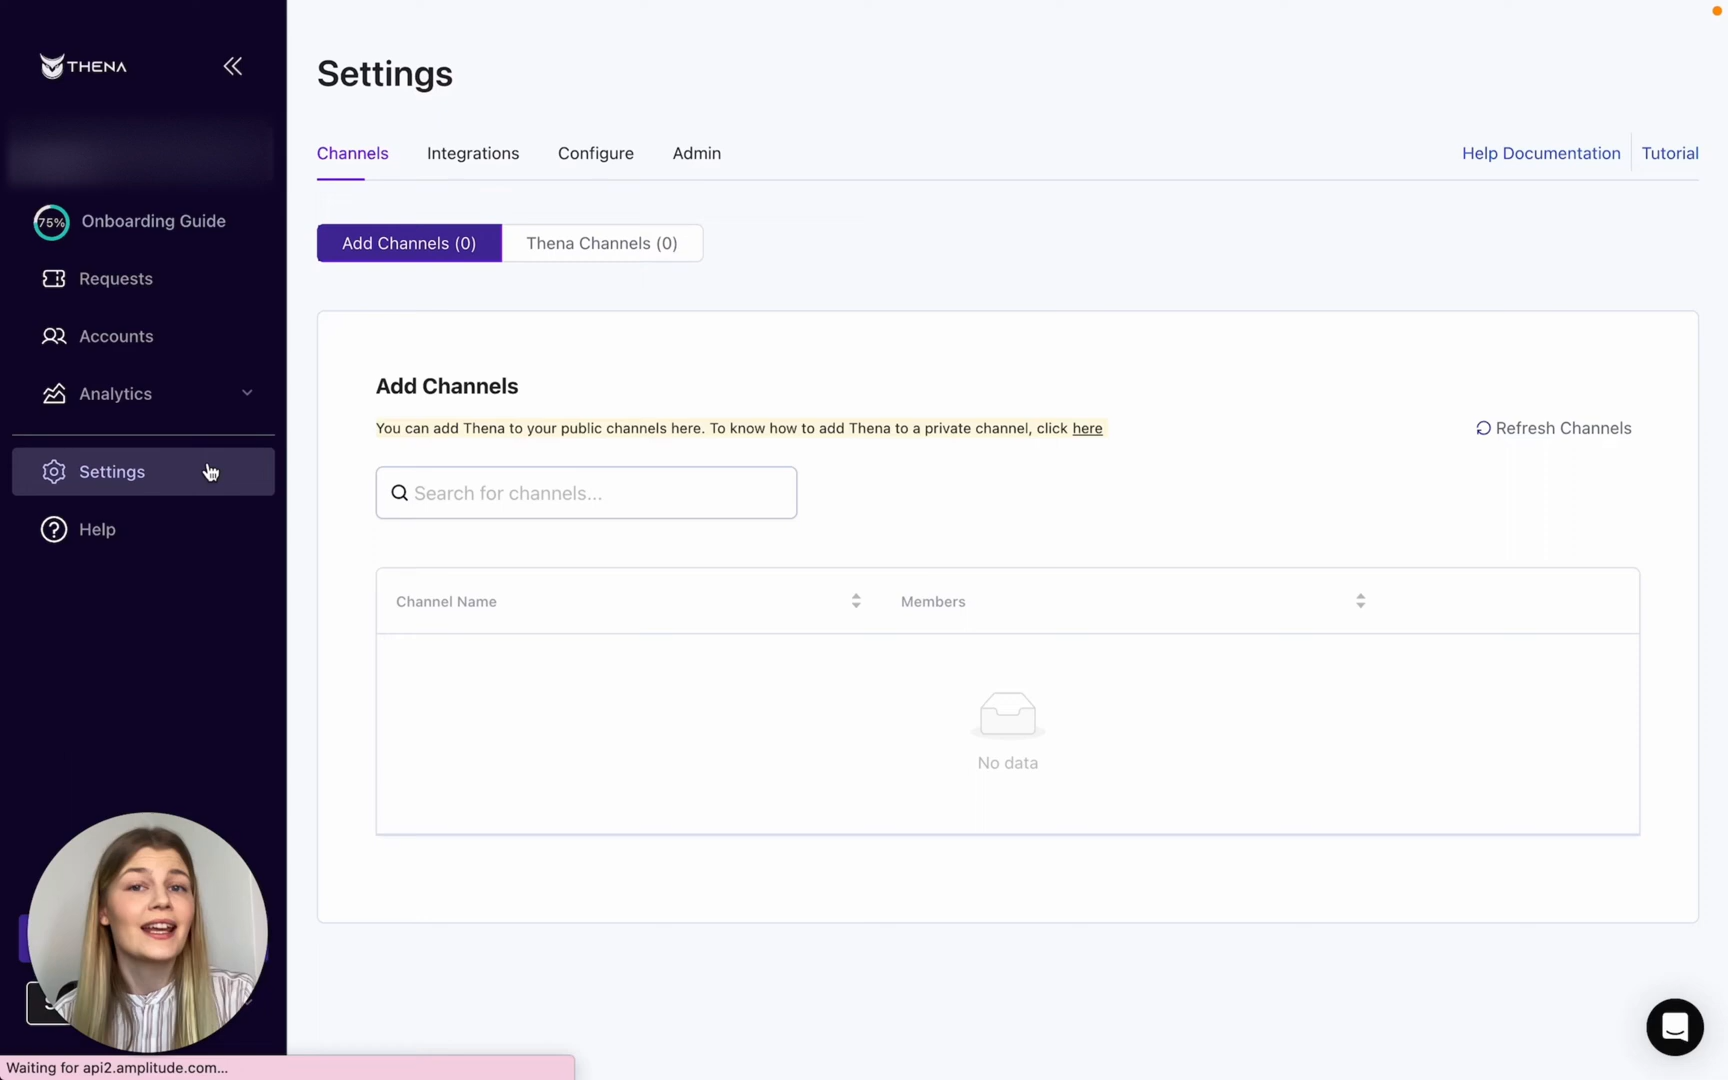 THENA
75%
Onboarding Guide
Requests
Accounts
Analytics
Settings
Help
Settings
Channels
Integrations
Configure
Admin
Help Documentation
Tutorial
Add Channels (0)
Thena Channels (0)
Add Channels
You can add Thena to your public channels here. To know how to add Thena to a private channel, click here
Refresh Channels
Search for channels...
Channel Name
Members
No data
Waiting for api2.amplitude.com...